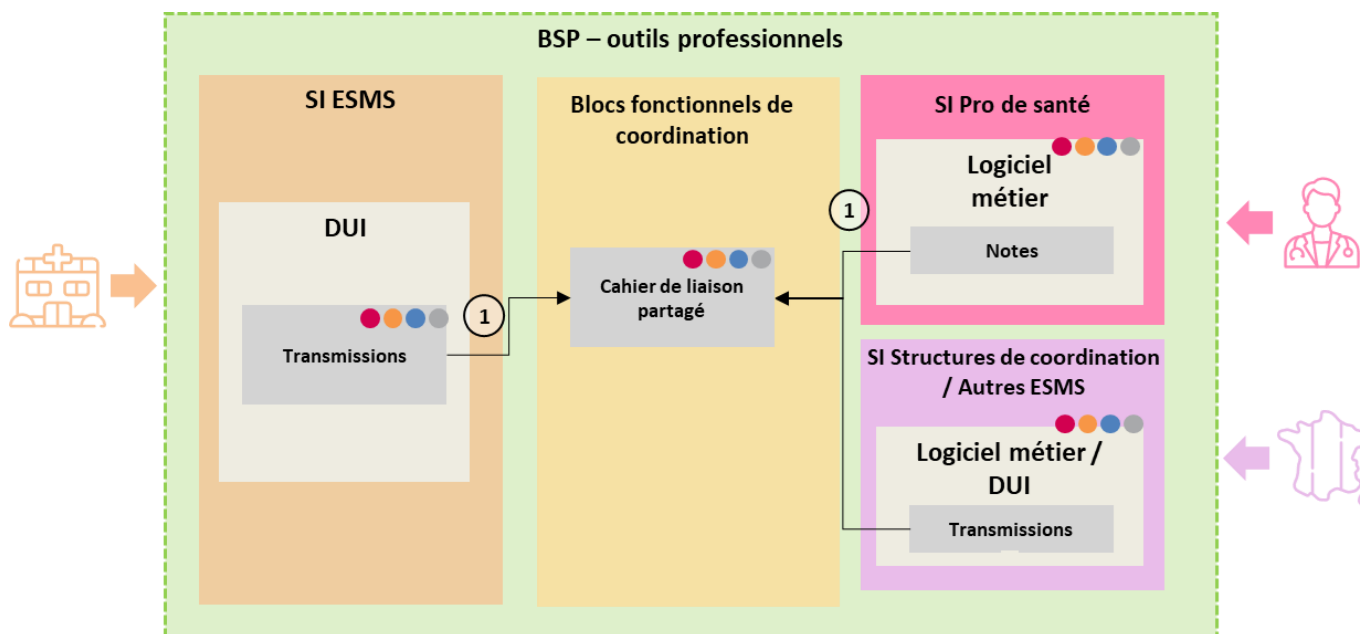 BSP – outils professionnels
SI ESMS
DUI
Transmissions
1
Blocs fonctionnels de
coordination
Cahier de liaison
partagé
1
SI Pro de santé
Logiciel
métier
Notes
SI Structures de coordination
/ Autres ESMS
Logiciel métier /
DUI
Transmissions